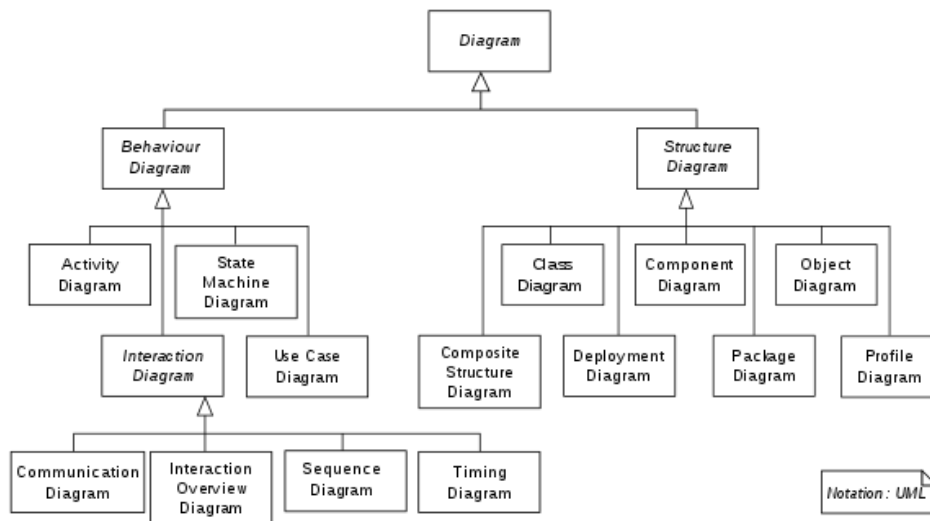 Diagram
Behaviour
Diagram
Structure
Diagram
Activity
Diagram
State
Machine
Diagram
Class
Diagram
Component
Diagram
Object
Diagram
Interaction
Diagram
Use Case
Diagram
Composite
Structure
Diagram
Deployment
Diagram
Package
Diagram
Profile
Diagram
Communication
Diagram
Interaction
Overview
Diagram
Sequence
Diagram
Timing
Diagram
Notation : UML